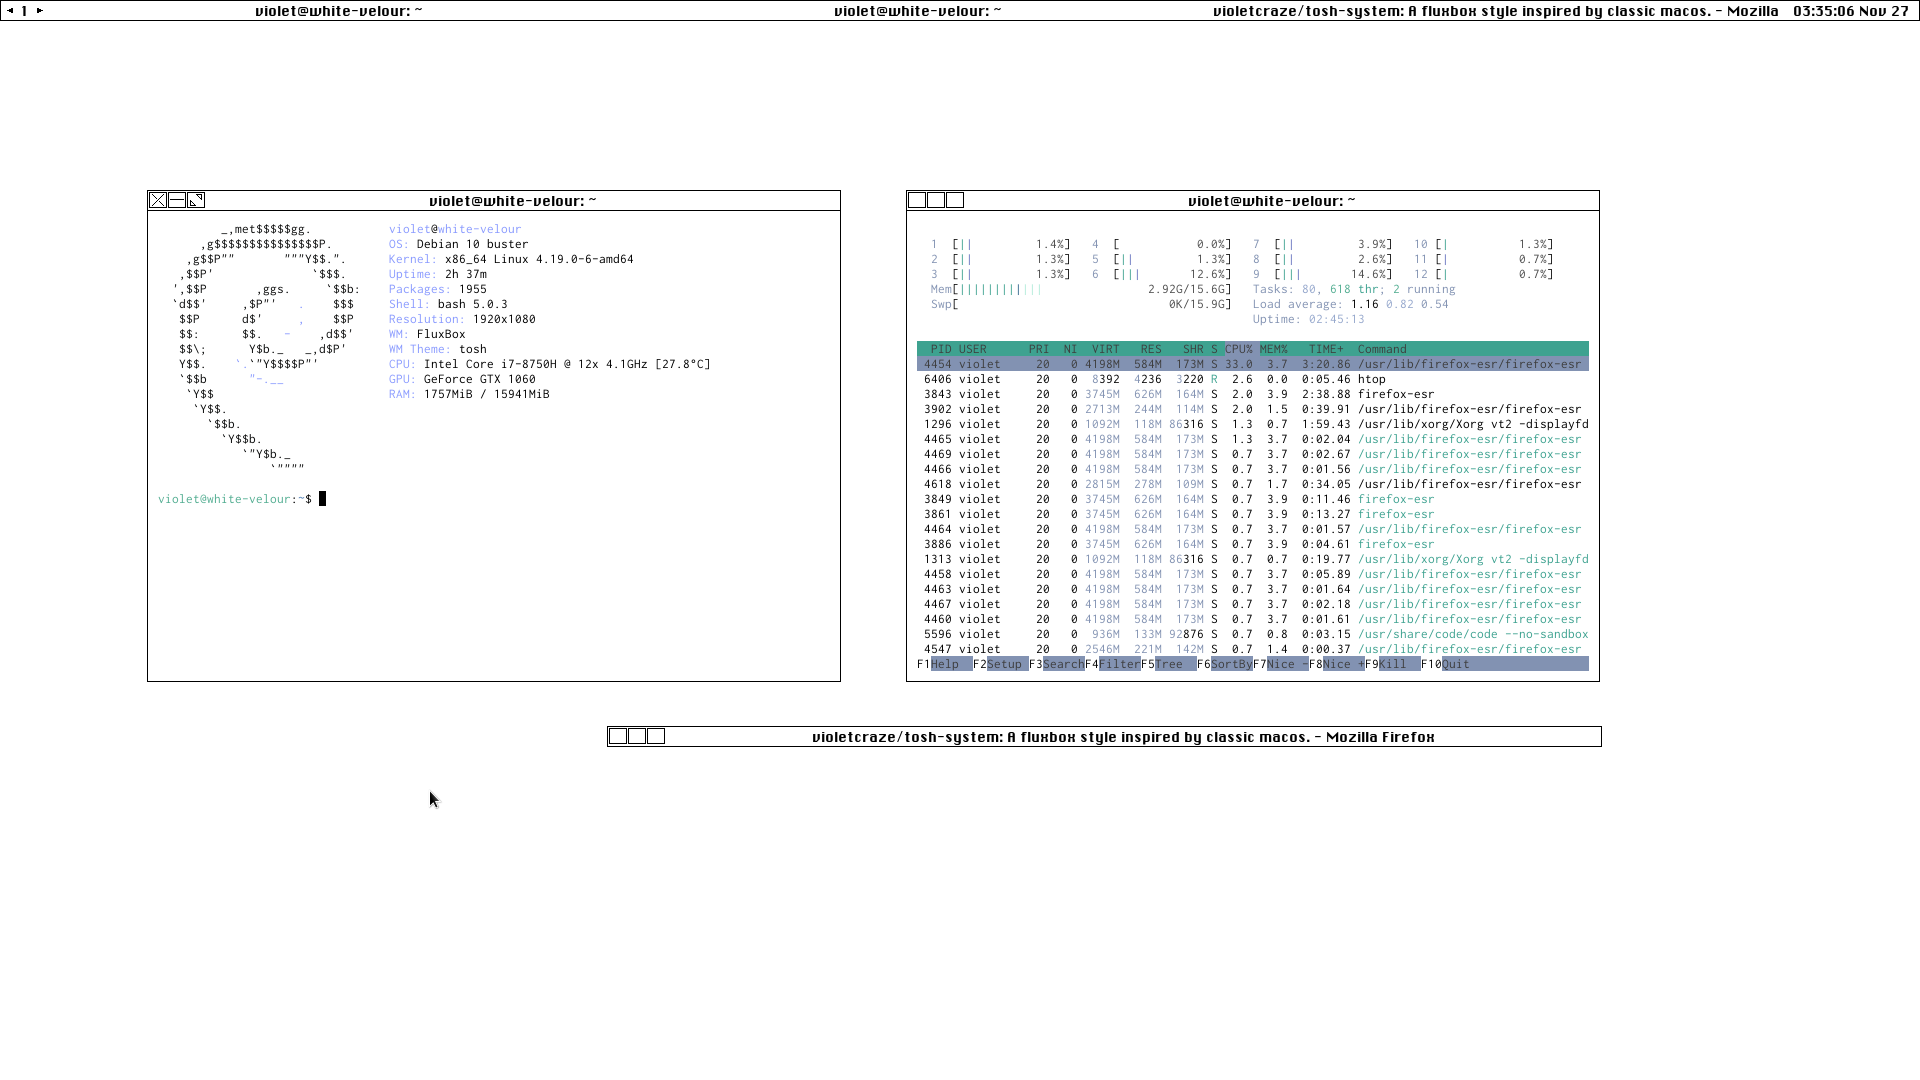 1 violet@white-velour: ~ violet@white-velour: ~ violetcraze/tosh-system: A fluxbox style inspired by classic macos. - Mozilla 03:35:06 Nov 27
violet@white-velour: ~
         _,met$$$$$gg.
      ,g$$$$$$$$$$$$$$$P.
    ,g$$P""       """Y$$.".
   ,$$P'              `$$$.
  ',$$P       ,ggs.     `$$b:
  `d$$'     ,$P"'   .    $$$
   $$P      d$'     ,    $$P
   $$:      $$.   -    ,d$$'
   $$\;      Y$b._   _,d$P'
   Y$$.    `.`"Y$$$$P"'
   `$$b      "-.__
    `Y$$
     `Y$$.
       `$$b.
         `Y$$b.
            `"Y$b._
                `""""
violet@white-velour
OS: Debian 10 buster
Kernel: x86_64 Linux 4.19.0-6-amd64
Uptime: 2h 37m
Packages: 1955
Shell: bash 5.0.3
Resolution: 1920x1080
WM: FluxBox
WM Theme: tosh
CPU: Intel Core i7-8750H @ 12x 4.1GHz [27.8°C]
GPU: GeForce GTX 1060
RAM: 1757MiB / 15941MiB
violet@white-velour:~$
violet@white-velour: ~
1 [|| 1.4%] 4 [ 0.0%] 7 [|| 3.9%] 10 [| 1.3%]
2 [|| 1.3%] 5 [|| 1.3%] 8 [|| 2.6%] 11 [| 0.7%]
3 [|| 1.3%] 6 [||| 12.6%] 9 [||| 14.6%] 12 [| 0.7%]
Mem[|||||||||||| 2.92G/15.6G] Tasks: 80, 618 thr; 2 running
Swp[ 0K/15.9G] Load average: 1.16 0.82 0.54
Uptime: 02:45:13
PID USER PRI NI VIRT RES SHR S CPU% MEM% TIME+ Command
4454 violet 20 0 4198M 584M 173M S 33.0 3.7 3:20.86 /usr/lib/firefox-esr/firefox-esr
6406 violet 20 0 8392 4236 3220 R 2.6 0.0 0:05.46 htop
3843 violet 20 0 3745M 626M 164M S 2.0 3.9 2:38.88 firefox-esr
3902 violet 20 0 2713M 244M 114M S 2.0 1.5 0:39.91 /usr/lib/firefox-esr/firefox-esr
1296 violet 20 0 1092M 118M 86316 S 1.3 0.7 1:59.43 /usr/lib/xorg/Xorg vt2 -displayfd
4465 violet 20 0 4198M 584M 173M S 1.3 3.7 0:02.04 /usr/lib/firefox-esr/firefox-esr
4469 violet 20 0 4198M 584M 173M S 0.7 3.7 0:02.67 /usr/lib/firefox-esr/firefox-esr
4466 violet 20 0 4198M 584M 173M S 0.7 3.7 0:01.56 /usr/lib/firefox-esr/firefox-esr
4618 violet 20 0 2815M 278M 109M S 0.7 1.7 0:34.05 /usr/lib/firefox-esr/firefox-esr
3849 violet 20 0 3745M 626M 164M S 0.7 3.9 0:11.46 firefox-esr
3861 violet 20 0 3745M 626M 164M S 0.7 3.9 0:13.27 firefox-esr
4464 violet 20 0 4198M 584M 173M S 0.7 3.7 0:01.57 /usr/lib/firefox-esr/firefox-esr
3886 violet 20 0 3745M 626M 164M S 0.7 3.9 0:04.61 firefox-esr
1313 violet 20 0 1092M 118M 86316 S 0.7 0.7 0:19.77 /usr/lib/xorg/Xorg vt2 -displayfd
4458 violet 20 0 4198M 584M 173M S 0.7 3.7 0:05.89 /usr/lib/firefox-esr/firefox-esr
4463 violet 20 0 4198M 584M 173M S 0.7 3.7 0:01.64 /usr/lib/firefox-esr/firefox-esr
4467 violet 20 0 4198M 584M 173M S 0.7 3.7 0:02.18 /usr/lib/firefox-esr/firefox-esr
4460 violet 20 0 4198M 584M 173M S 0.7 3.7 0:01.61 /usr/lib/firefox-esr/firefox-esr
5596 violet 20 0 936M 133M 92876 S 0.7 0.8 0:03.15 /usr/share/code/code --no-sandbox
4547 violet 20 0 2546M 221M 142M S 0.7 1.4 0:00.37 /usr/lib/firefox-esr/firefox-esr
F1Help F2Setup F3SearchF4FilterF5Tree F6SortByF7Nice -F8Nice +F9Kill F10Quit
violetcraze/tosh-system: A fluxbox style inspired by classic macos. - Mozilla Firefox